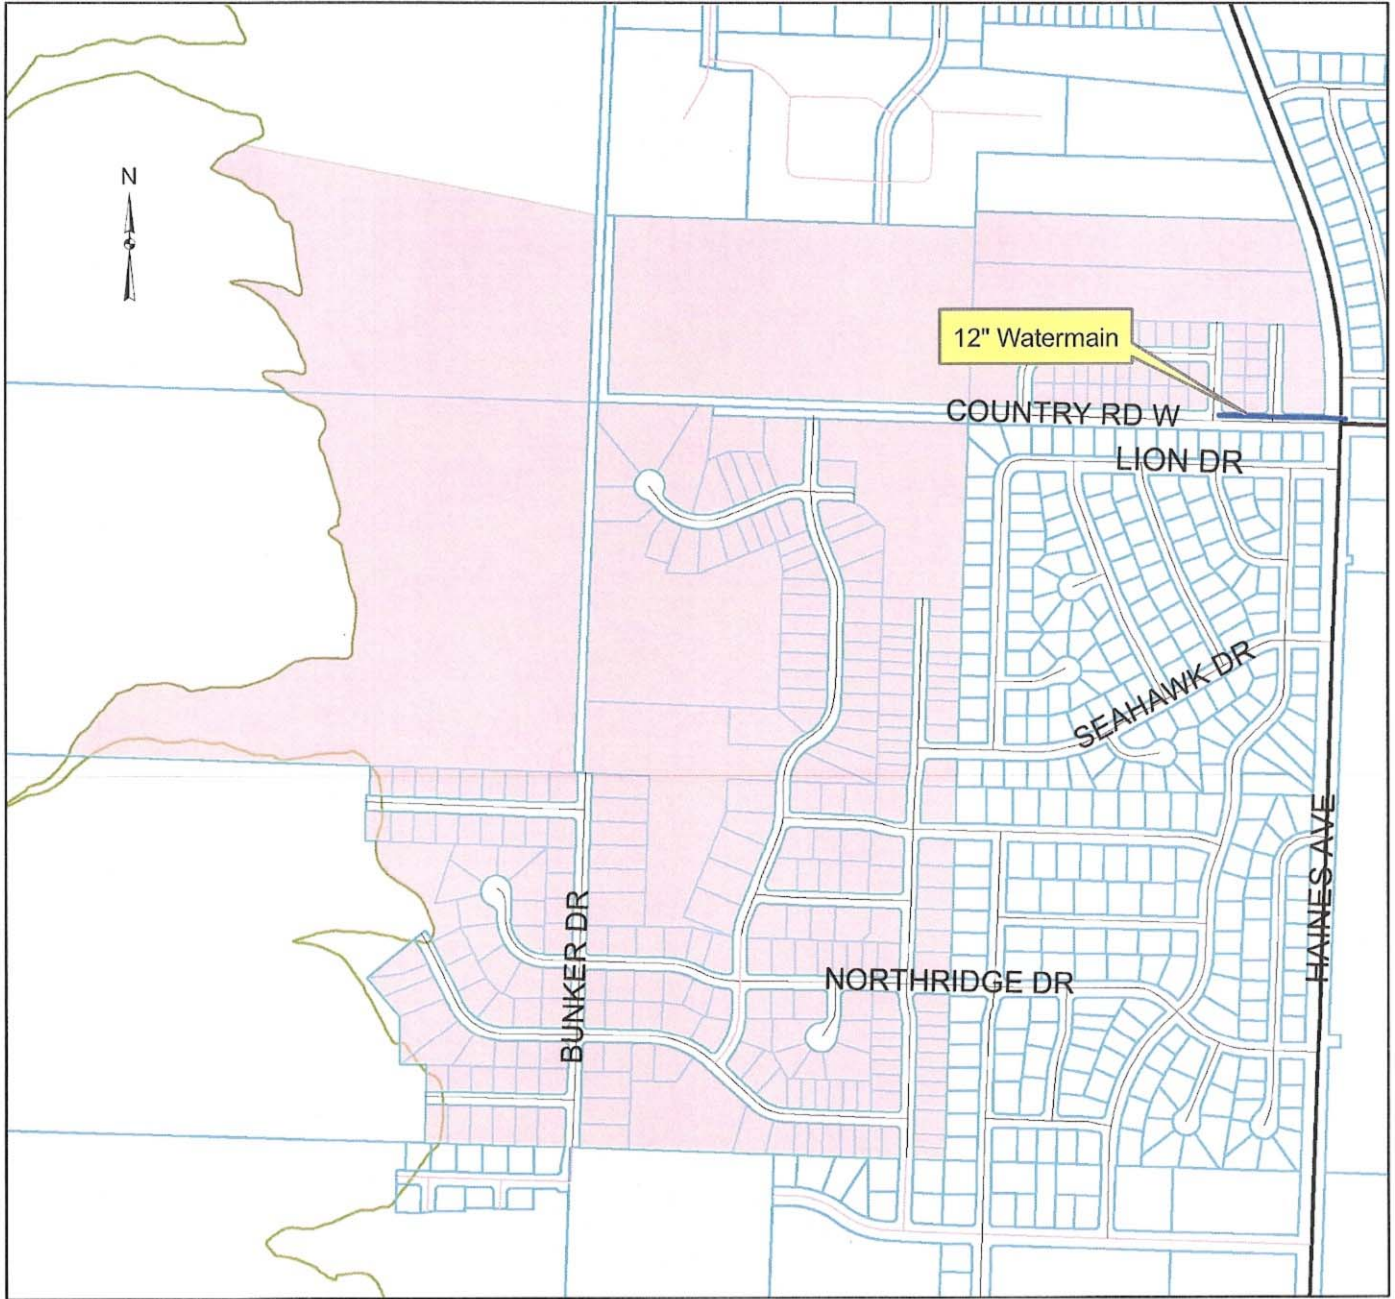 N
12" Watermain
COUNTRY RD W
LION DR
SEAHAWK DR
HAINES AVE
BUNKER DR
NORTHRIDGE DR